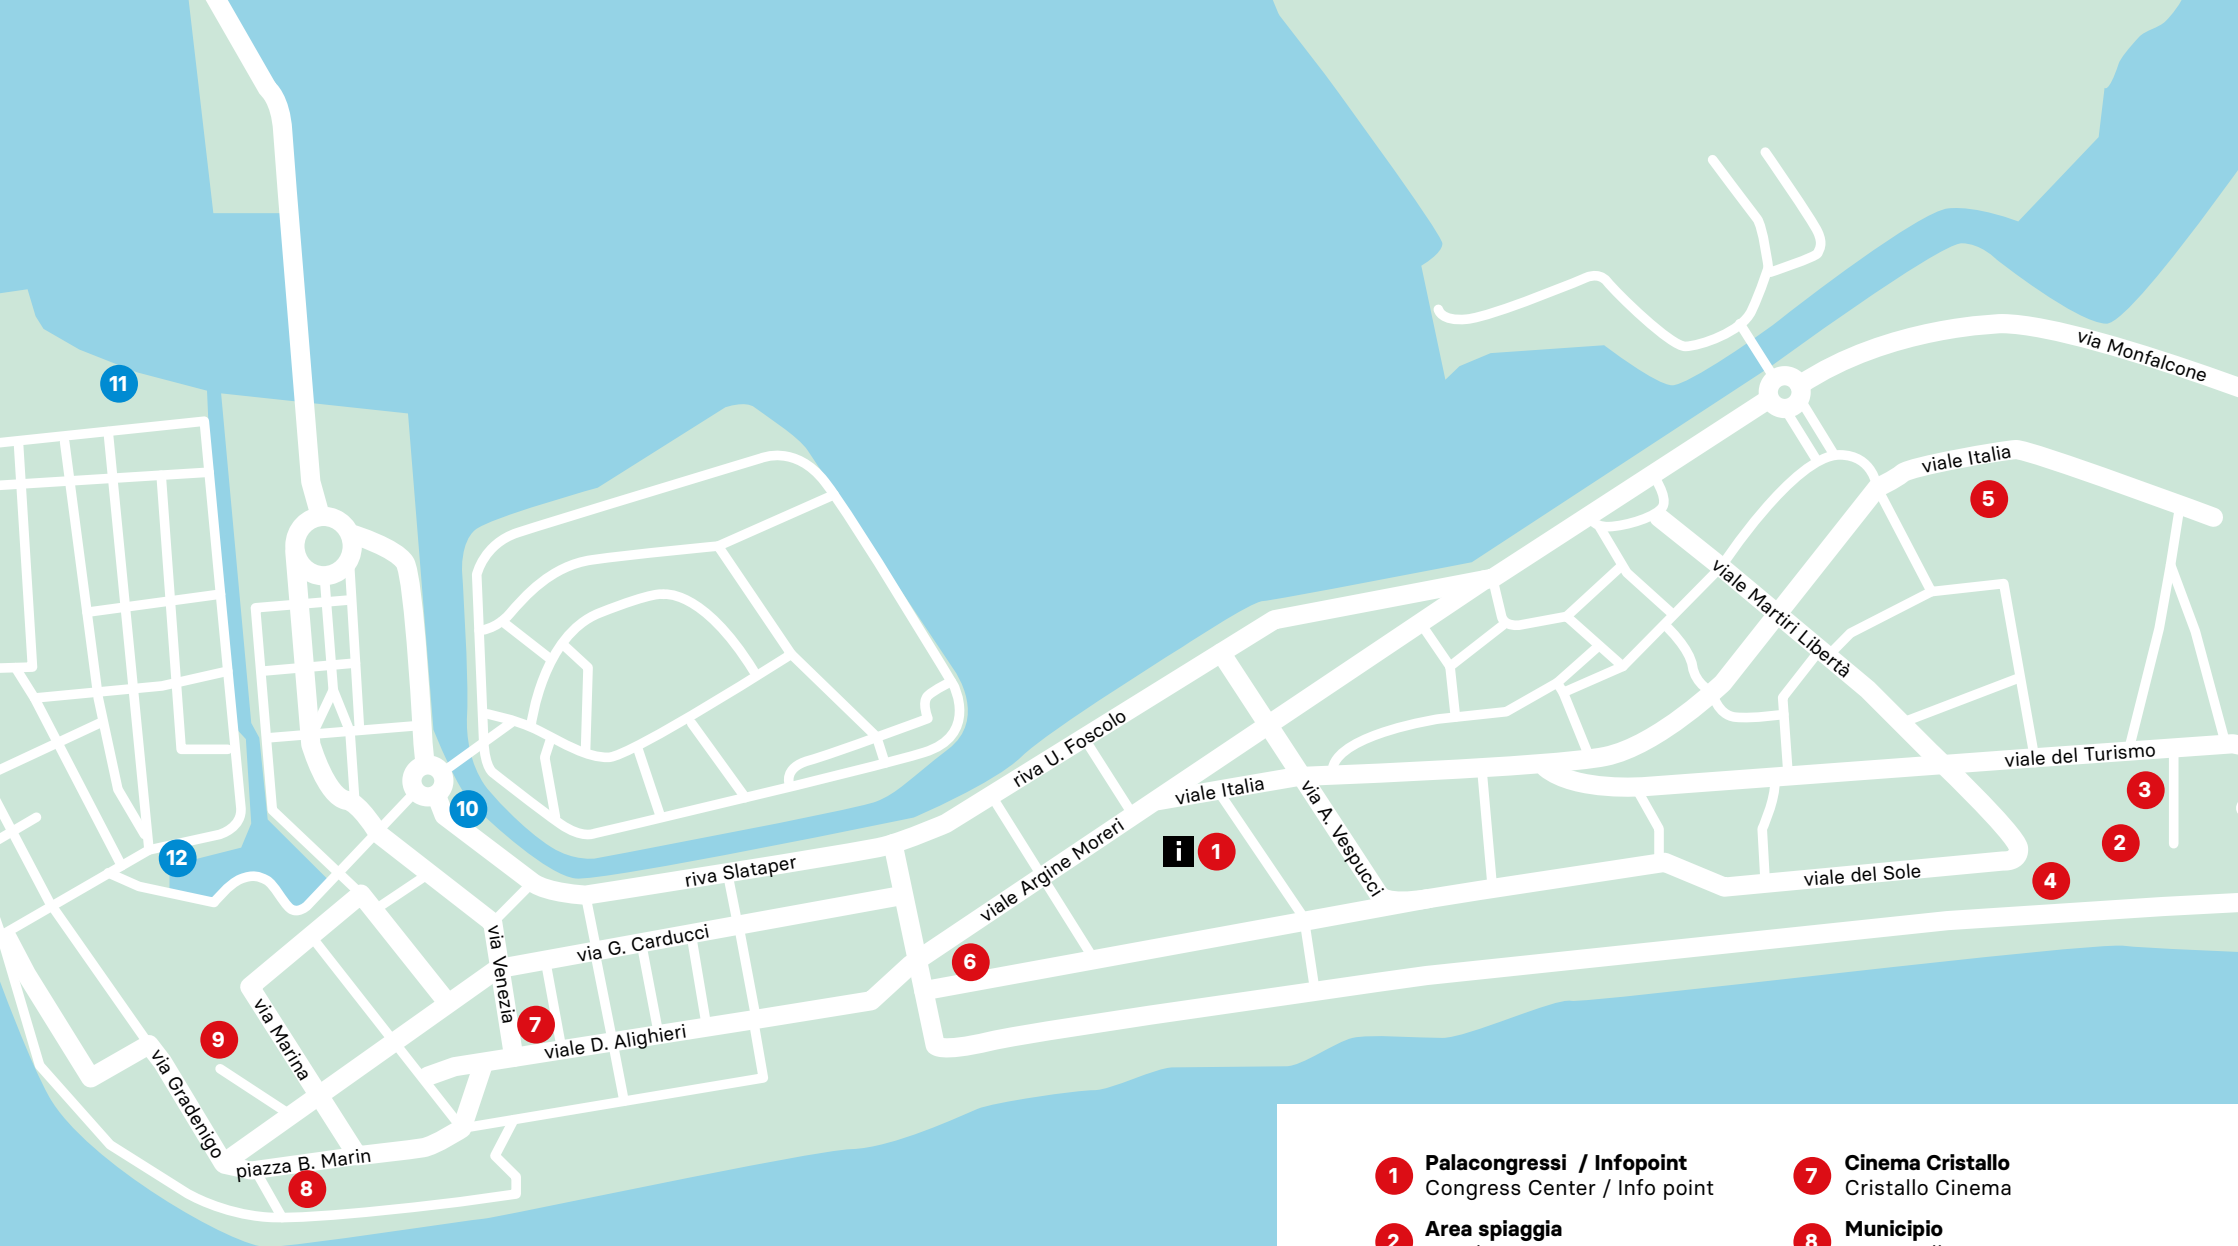 via Monfalcone
11
viale Italia
5
viale Martiri Libertà
riva U. Foscolo
viale del Turismo
viale Italia
3
10
via A. Vespucci
2
12
i
1
riva Slataper
viale Argine Moreri
viale del Sole
4
via G. Carducci
via Venezia
6
7
viale D. Alighieri
9
via Marina
via Gradenigo
piazza B. Marin
8
1
Palacongressi / Infopoint
Congress Center / Info point
2
Area spiaggia
7
Cinema Cristallo
Cristallo Cinema
8
Municipio